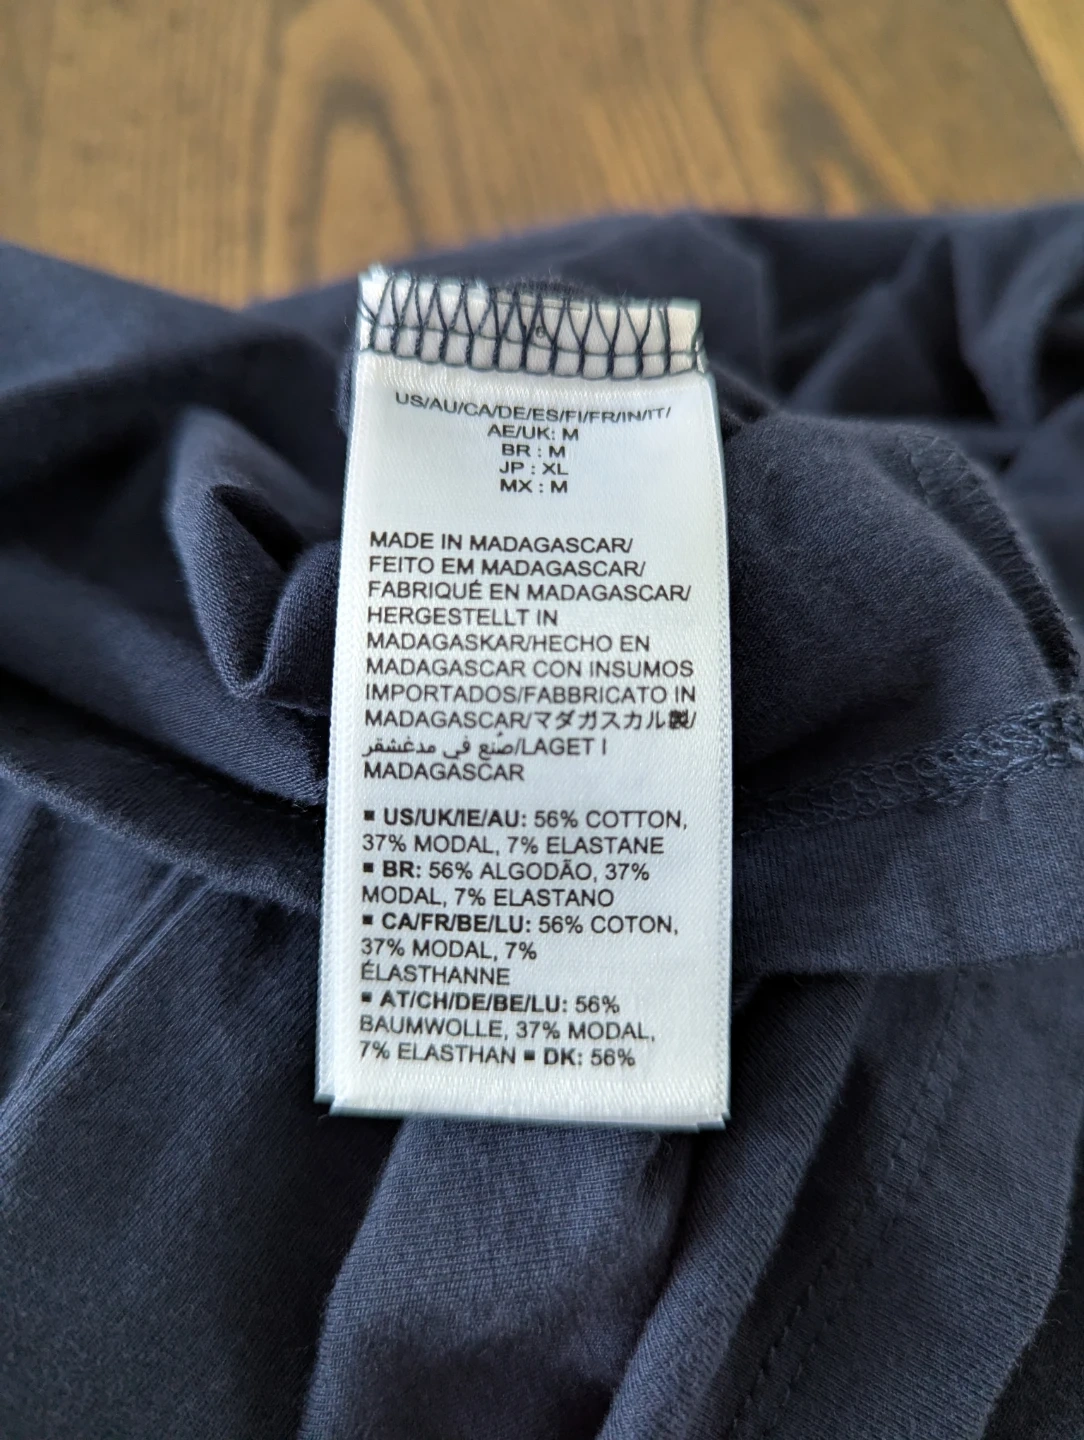 US/AU/CA/DE/ES/FI/FR/IN/IT/
AE/UK: M
BR : M
JP : XL
MX : M
MADE IN MADAGASCAR/
FEITO EM MADAGASCAR/
FABRIQUÉ EN MADAGASCAR/
HERGESTELLT IN
MADAGASKAR/HECHO EN
MADAGASCAR CON INSUMOS
IMPORTADOS/FABBRICATO IN
MADAGASCAR/マダガスカル製/
صُنع في مدغشقر/LAGET I
MADAGASCAR
▪ US/UK/IE/AU: 56% COTTON,
37% MODAL, 7% ELASTANE
▪ BR: 56% ALGODÃO, 37%
MODAL, 7% ELASTANO
▪ CA/FR/BE/LU: 56% COTON,
37% MODAL, 7%
ÉLASTHANNE
▪ AT/CH/DE/BE/LU: 56%
BAUMWOLLE, 37% MODAL,
7% ELASTHAN ▪ DK: 56%